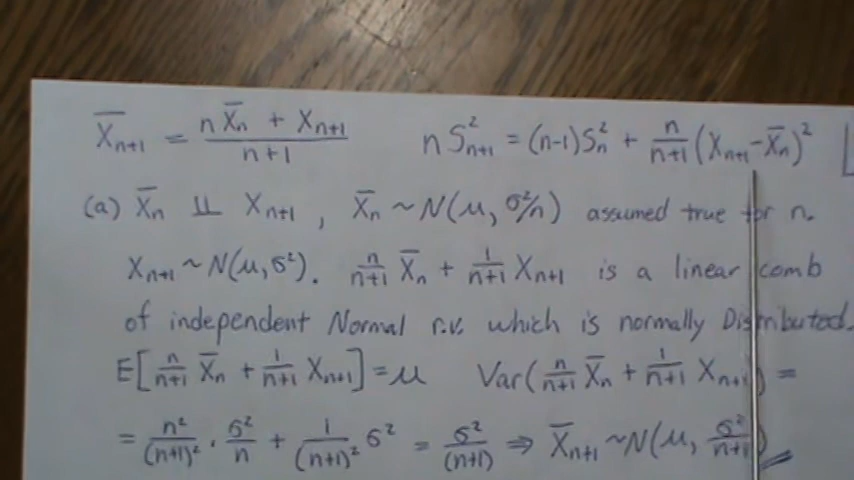 X̄ₙ₊₁ = (n X̄ₙ + Xₙ₊₁)/(n+1)    n S²ₙ₊₁ = (n-1)S²ₙ + n/(n+1) (Xₙ₊₁ - X̄ₙ)²
(a) X̄ₙ ⫫ Xₙ₊₁ , X̄ₙ ~ N(μ, σ²/n) assumed true for n.
Xₙ₊₁ ~ N(μ, σ²). n/(n+1) X̄ₙ + 1/(n+1) Xₙ₊₁ is a linear comb
of independent Normal r.v. which is normally Distributed.
E[n/(n+1) X̄ₙ + 1/(n+1) Xₙ₊₁] = μ    Var(n/(n+1) X̄ₙ + 1/(n+1) Xₙ₊₁) =
= n²/(n+1)² · σ²/n + 1/(n+1)² σ² = σ²/(n+1) ⇒ X̄ₙ₊₁ ~ N(μ, σ²/(n+1))